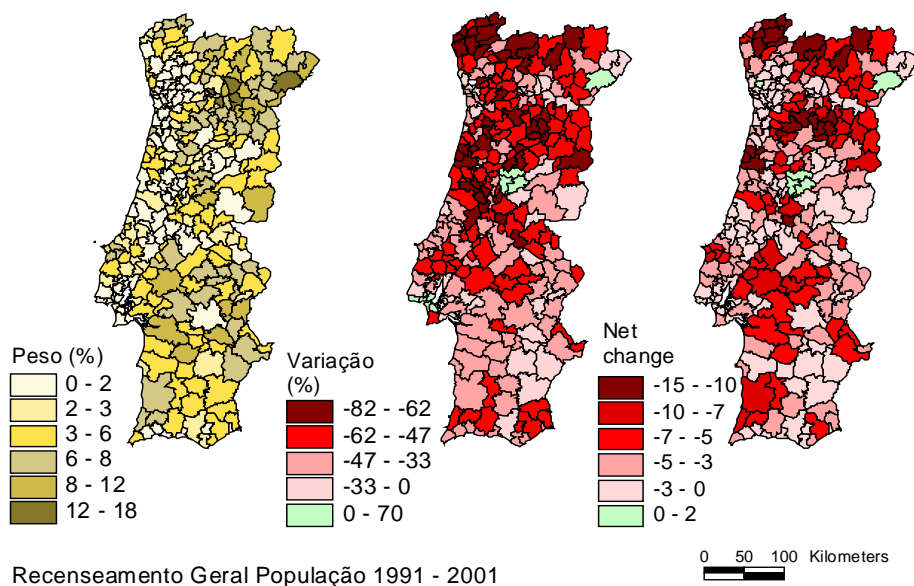 Peso (%)
0 - 2
2 - 3
3 - 6
6 - 8
8 - 12
12 - 18
Variação
(%)
-82 - -62
-62 - -47
-47 - -33
-33 - 0
0 - 70
Net
change
-15 - -10
-10 - -7
-7 - -5
-5 - -3
-3 - 0
0 - 2
0 50 100 Kilometers
Recenseamento Geral População 1991 - 2001